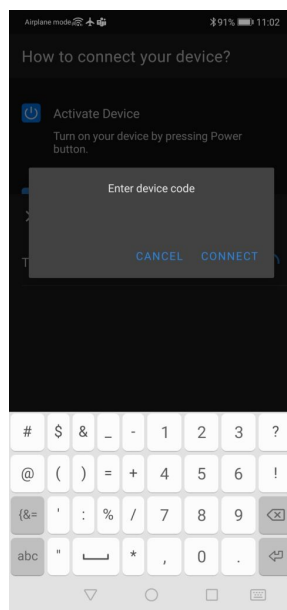 Airplane mode 91% 11:02
How to connect your device?
Activate Device
Turn on your device by pressing Power
button.
Enter device code
T
CANCEL CONNECT
# $ & _ - 1 2 3 ?
@ ( ) = + 4 5 6 !
{&= ' : % / 7 8 9
abc " * , 0 .